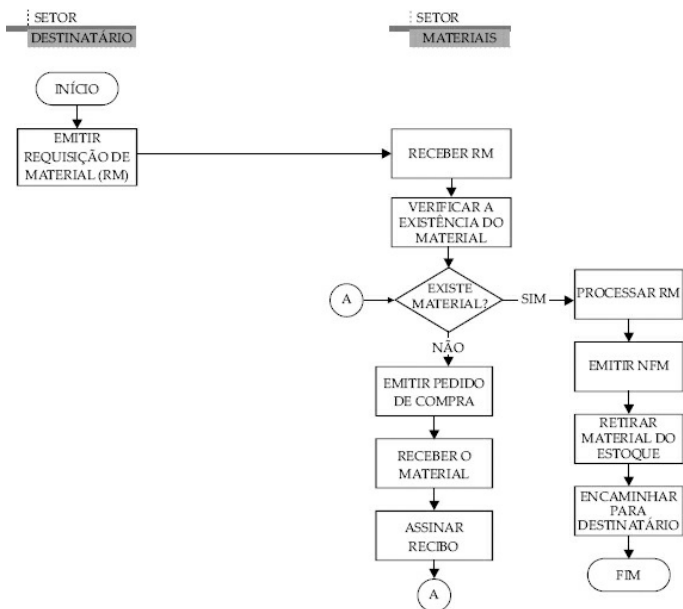 SETOR
DESTINATÁRIO
SETOR
MATERIAIS
INÍCIO
EMITIR
REQUISIÇÃO DE
MATERIAL (RM)
RECEBER RM
VERIFICAR A
EXISTÊNCIA DO
MATERIAL
A
EXISTE
MATERIAL?
SIM
PROCESSAR RM
NÃO
EMITIR NFM
EMITIR PEDIDO
DE COMPRA
RETIRAR
MATERIAL DO
ESTOQUE
RECEBER O
MATERIAL
ENCAMINHAR
PARA
DESTINATÁRIO
ASSINAR
RECIBO
FIM
A